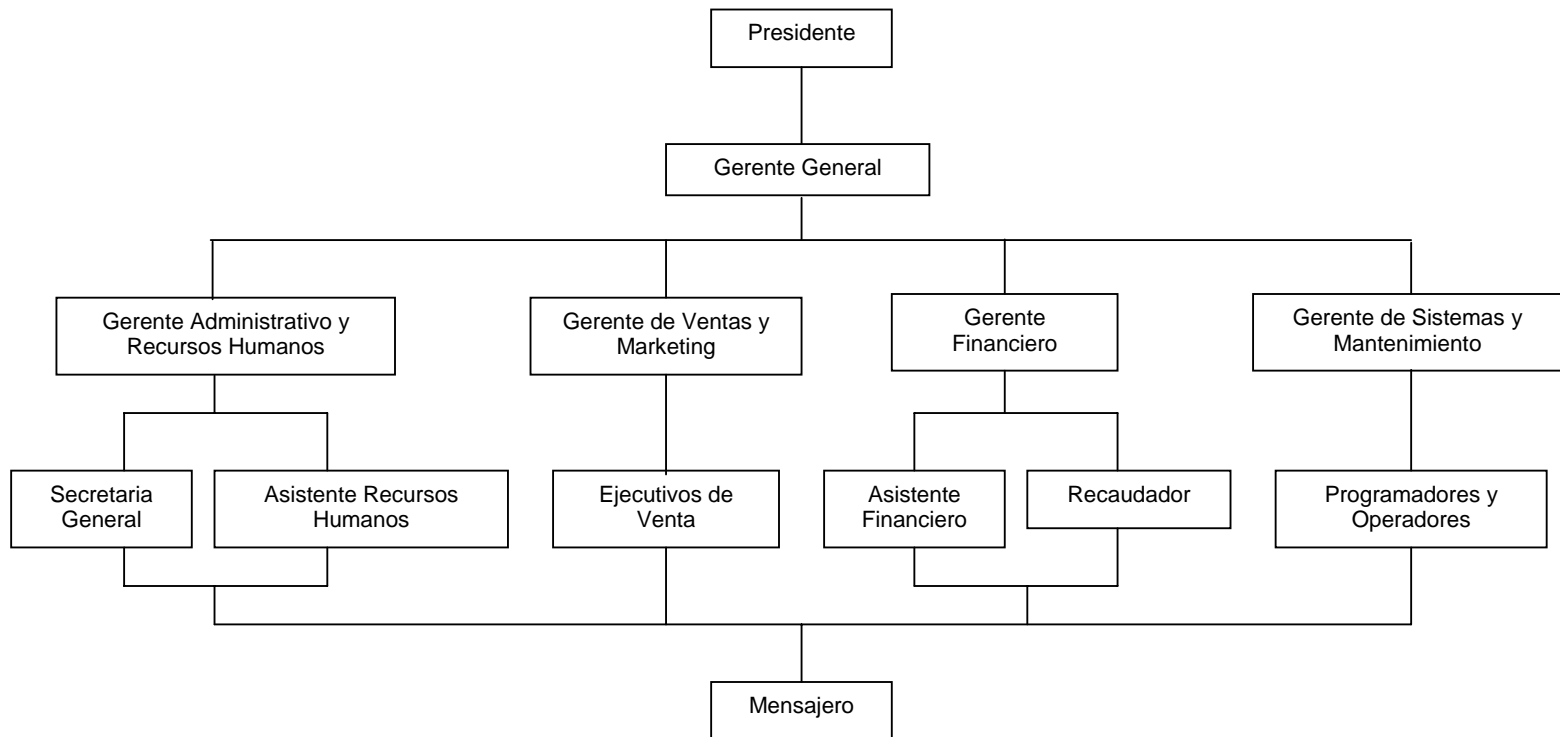 Presidente
Gerente General
Gerente Administrativo y
Recursos Humanos
Gerente de Ventas y
Marketing
Gerente
Financiero
Gerente de Sistemas y
Mantenimiento
Secretaria
General
Asistente Recursos
Humanos
Ejecutivos de
Venta
Asistente
Financiero
Recaudador
Programadores y
Operadores
Mensajero